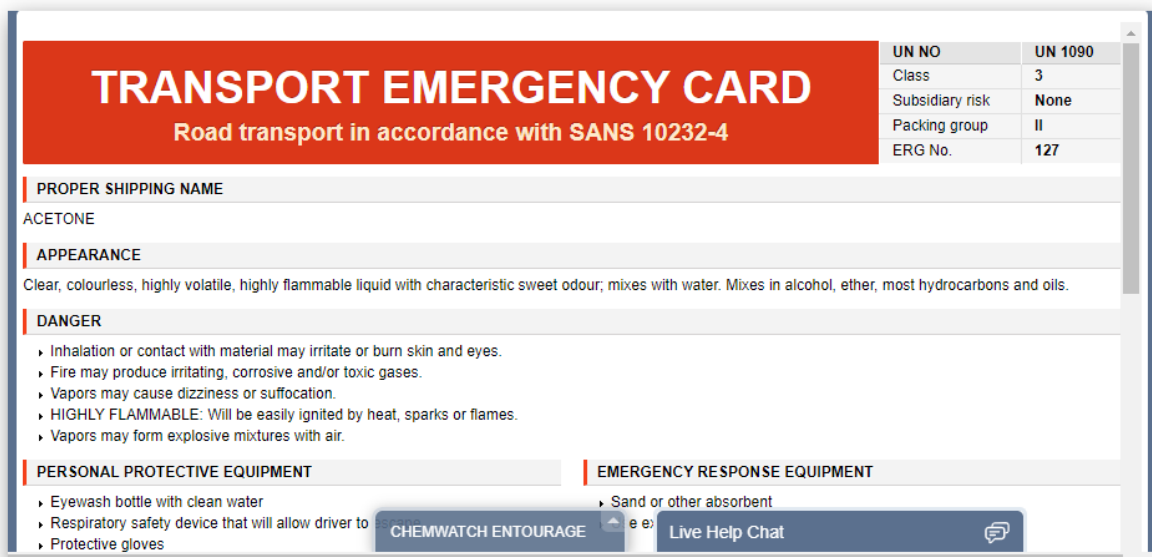 TRANSPORT EMERGENCY CARD
Road transport in accordance with SANS 10232-4
UN NO UN 1090
Class 3
Subsidiary risk None
Packing group II
ERG No. 127
PROPER SHIPPING NAME
ACETONE
APPEARANCE
Clear, colourless, highly volatile, highly flammable liquid with characteristic sweet odour; mixes with water. Mixes in alcohol, ether, most hydrocarbons and oils.
DANGER
Inhalation or contact with material may irritate or burn skin and eyes.
Fire may produce irritating, corrosive and/or toxic gases.
Vapors may cause dizziness or suffocation.
HIGHLY FLAMMABLE: Will be easily ignited by heat, sparks or flames.
Vapors may form explosive mixtures with air.
PERSONAL PROTECTIVE EQUIPMENT
Eyewash bottle with clean water
Respiratory safety device that will allow driver to escape
Protective gloves
EMERGENCY RESPONSE EQUIPMENT
Sand or other absorbent
CHEMWATCH ENTOURAGE
Live Help Chat